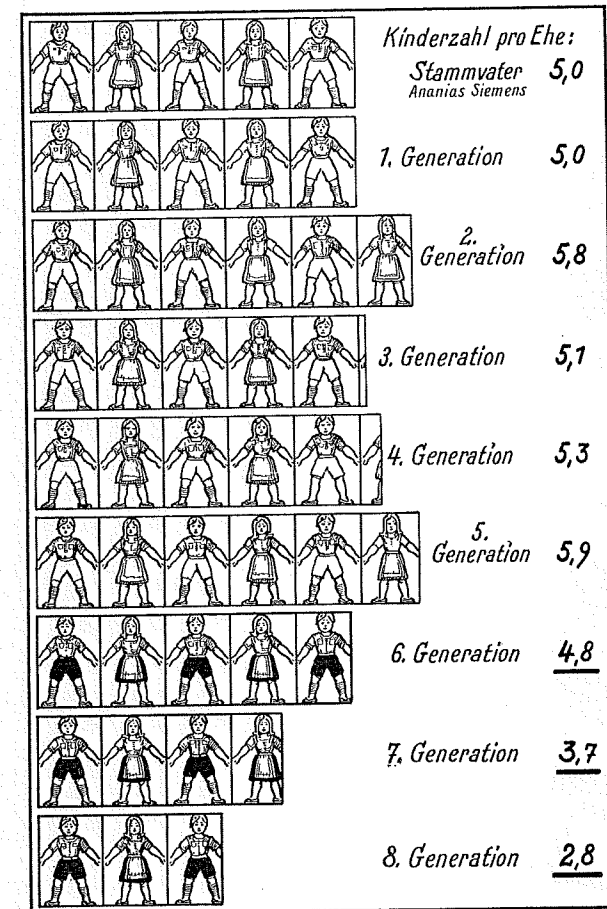 Kinderzahl pro Ehe:
Stammvater 5,0
Ananias Siemens
1. Generation 5,0
2.
Generation 5,8
3. Generation 5,1
4. Generation 5,3
5.
Generation 5,9
6. Generation 4,8
7. Generation 3,7
8. Generation 2,8